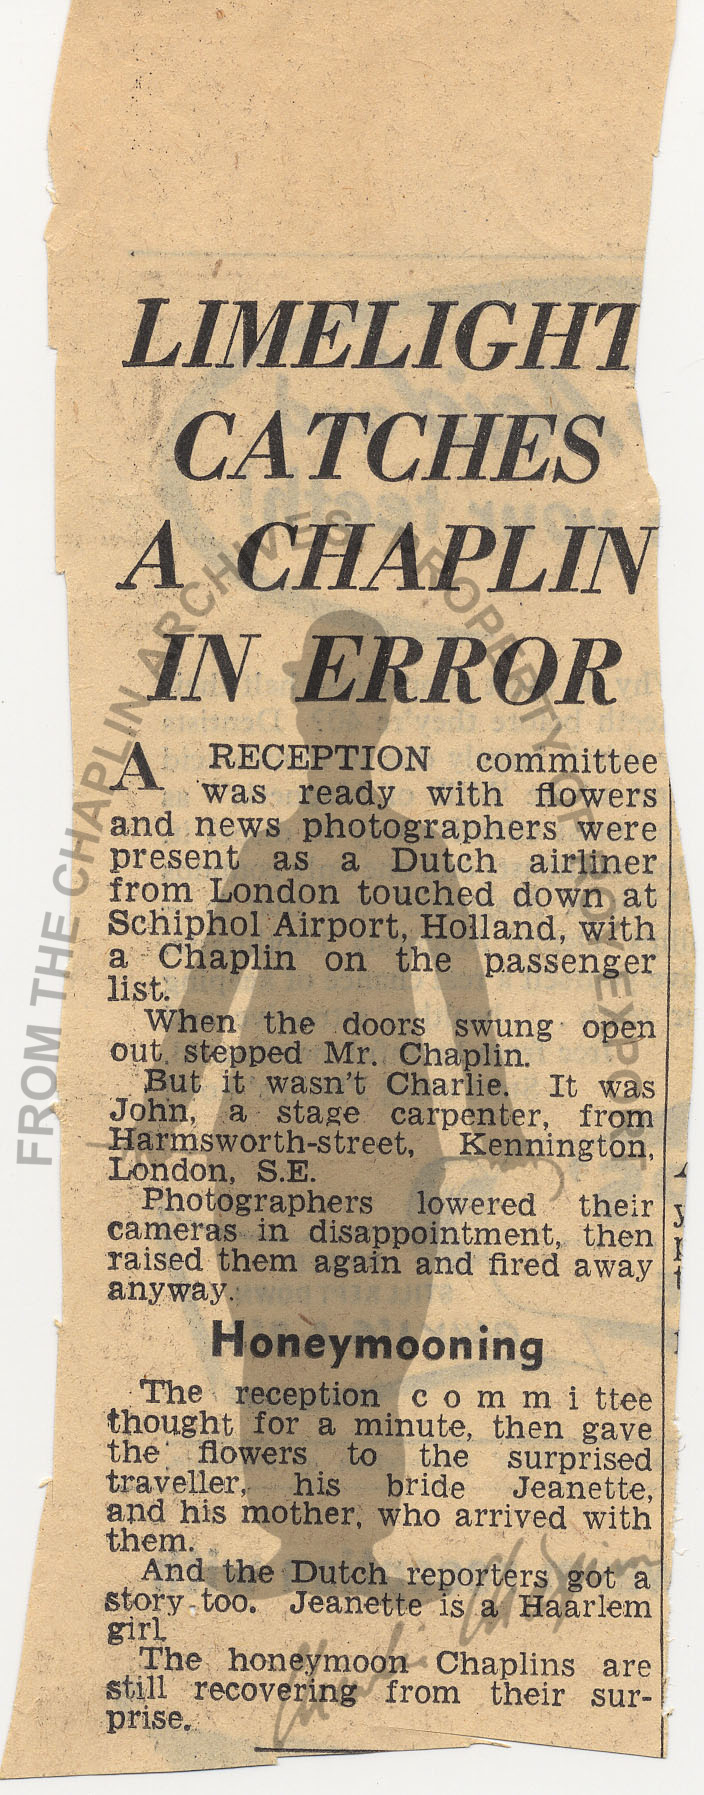 LIMELIGHT
CATCHES
A CHAPLIN
IN ERROR
A RECEPTION committee
was ready with flowers
and news photographers were
present as a Dutch airliner
from London touched down at
Schiphol Airport, Holland, with
a Chaplin on the passenger
list.
When the doors swung open
out stepped Mr. Chaplin.
But it wasn't Charlie. It was
John, a stage carpenter, from
Harmsworth-street, Kennington,
London, S.E.
Photographers lowered their
cameras in disappointment, then
raised them again and fired away
anyway.
Honeymooning
The reception committee
thought for a minute, then gave
the flowers to the surprised
traveller, his bride Jeanette,
and his mother, who arrived with
them.
And the Dutch reporters got a
story too. Jeanette is a Haarlem
girl.
The honeymoon Chaplins are
still recovering from their sur-
prise.
FROM THE CHAPLIN ARCHIVES PROPERTY OF ROY EXPORT